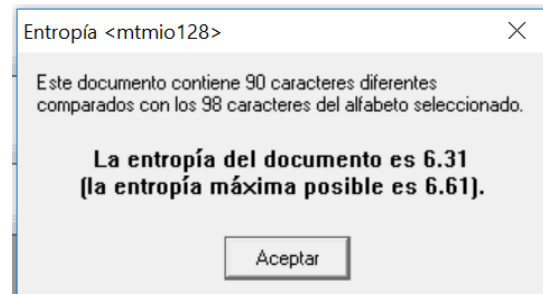 Entropía <mtmio128>
Este documento contiene 90 caracteres diferentes
comparados con los 98 caracteres del alfabeto seleccionado.
La entropía del documento es 6.31
(la entropía máxima posible es 6.61).
Aceptar